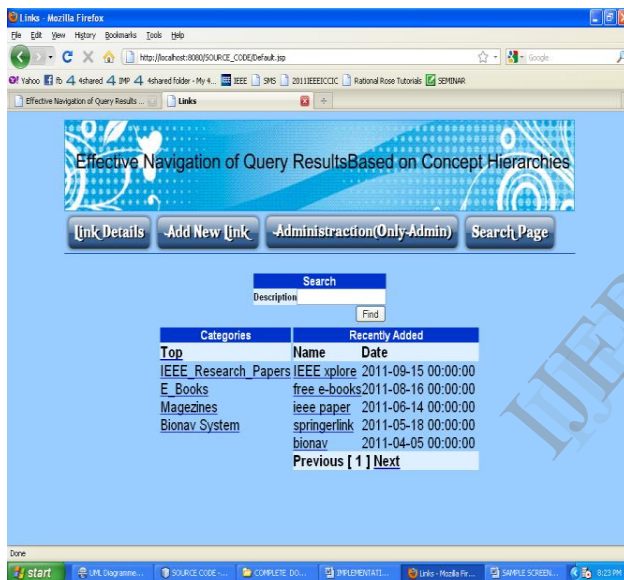 Links - Mozilla Firefox
File Edit View History Bookmarks Tools Help
http://localhost:8080/SOURCE_CODE/Default.jsp
Google
Yahoo fb 4shared IMP 4shared folder - My 4... IEEE SMS 2011IEEEICCIC Rational Rose Tutorials SEMINAR
Effective Navigation of Query Results ... Links
Effective Navigation of Query ResultsBased on Concept Hierarchies
Link Details Add New Link Administraction(Only-Admin) Search Page
Search
Description
Find
Categories Recently Added
Top Name Date
IEEE_Research_Papers IEEE xplore 2011-09-15 00:00:00
E_Books free e-books 2011-08-16 00:00:00
Magezines ieee paper 2011-06-14 00:00:00
Bionav System springerlink 2011-05-18 00:00:00
bionav 2011-04-05 00:00:00
Previous [ 1 ] Next
Done
start UML Diagramme... SOURCE CODE -... COMPLETE DO... IMPLEMENTATI... Links - Mozilla Fir... SAMPLE SCREEN... 8:23 PM